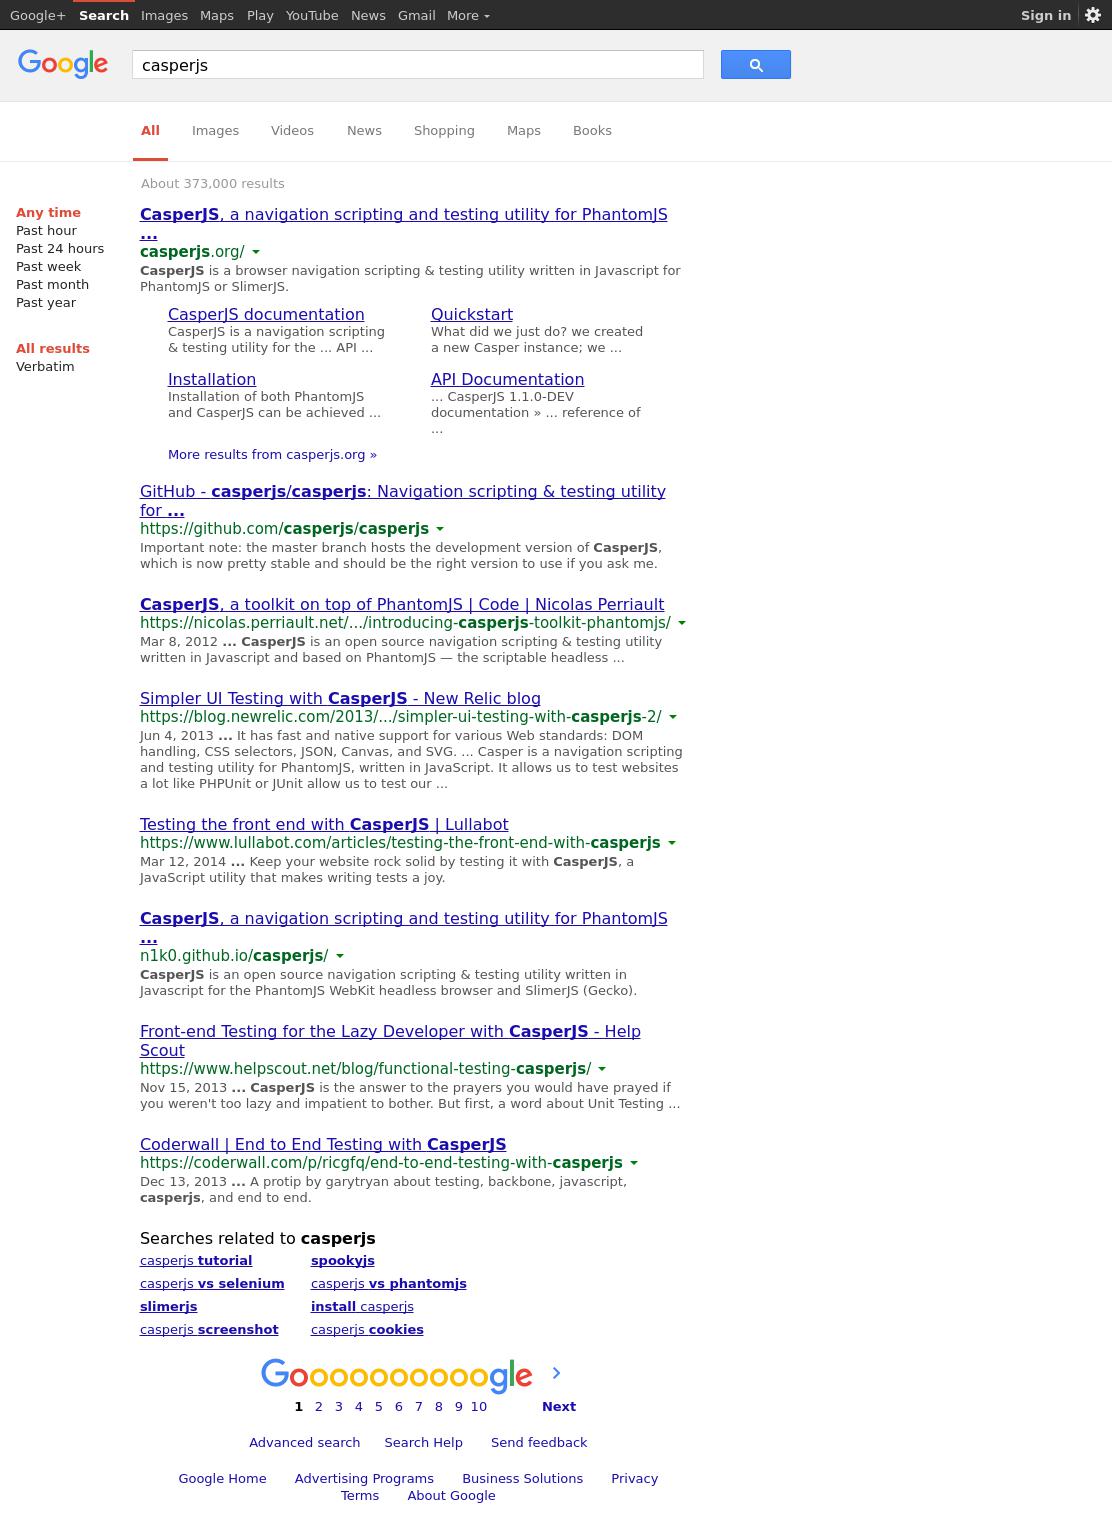 Google+ Search Images Maps Play YouTube News Gmail More Sign in
Google casperjs
All Images Videos News Shopping Maps Books
About 373,000 results
Any time
Past hour
Past 24 hours
Past week
Past month
Past year
All results
Verbatim
CasperJS, a navigation scripting and testing utility for PhantomJS
...
casperjs.org/
CasperJS is a browser navigation scripting & testing utility written in Javascript for
PhantomJS or SlimerJS.
CasperJS documentation
CasperJS is a navigation scripting
& testing utility for the ... API ...
Quickstart
What did we just do? we created
a new Casper instance; we ...
Installation
Installation of both PhantomJS
and CasperJS can be achieved ...
API Documentation
... CasperJS 1.1.0-DEV
documentation » ... reference of
...
More results from casperjs.org »
GitHub - casperjs/casperjs: Navigation scripting & testing utility
for ...
https://github.com/casperjs/casperjs
Important note: the master branch hosts the development version of CasperJS,
which is now pretty stable and should be the right version to use if you ask me.
CasperJS, a toolkit on top of PhantomJS | Code | Nicolas Perriault
https://nicolas.perriault.net/.../introducing-casperjs-toolkit-phantomjs/
Mar 8, 2012 ... CasperJS is an open source navigation scripting & testing utility
written in Javascript and based on PhantomJS — the scriptable headless ...
Simpler UI Testing with CasperJS - New Relic blog
https://blog.newrelic.com/2013/.../simpler-ui-testing-with-casperjs-2/
Jun 4, 2013 ... It has fast and native support for various Web standards: DOM
handling, CSS selectors, JSON, Canvas, and SVG. ... Casper is a navigation scripting
and testing utility for PhantomJS, written in JavaScript. It allows us to test websites
a lot like PHPUnit or JUnit allow us to test our ...
Testing the front end with CasperJS | Lullabot
https://www.lullabot.com/articles/testing-the-front-end-with-casperjs
Mar 12, 2014 ... Keep your website rock solid by testing it with CasperJS, a
JavaScript utility that makes writing tests a joy.
CasperJS, a navigation scripting and testing utility for PhantomJS
...
n1k0.github.io/casperjs/
CasperJS is an open source navigation scripting & testing utility written in
Javascript for the PhantomJS WebKit headless browser and SlimerJS (Gecko).
Front-end Testing for the Lazy Developer with CasperJS - Help
Scout
https://www.helpscout.net/blog/functional-testing-casperjs/
Nov 15, 2013 ... CasperJS is the answer to the prayers you would have prayed if
you weren't too lazy and impatient to bother. But first, a word about Unit Testing ...
Coderwall | End to End Testing with CasperJS
https://coderwall.com/p/ricgfq/end-to-end-testing-with-casperjs
Dec 13, 2013 ... A protip by garytryan about testing, backbone, javascript,
casperjs, and end to end.
Searches related to casperjs
casperjs tutorial spookyjs
casperjs vs selenium casperjs vs phantomjs
slimerjs install casperjs
casperjs screenshot casperjs cookies
Goooooooooogle
1 2 3 4 5 6 7 8 9 10 Next
Advanced search Search Help Send feedback
Google Home Advertising Programs Business Solutions Privacy
Terms About Google